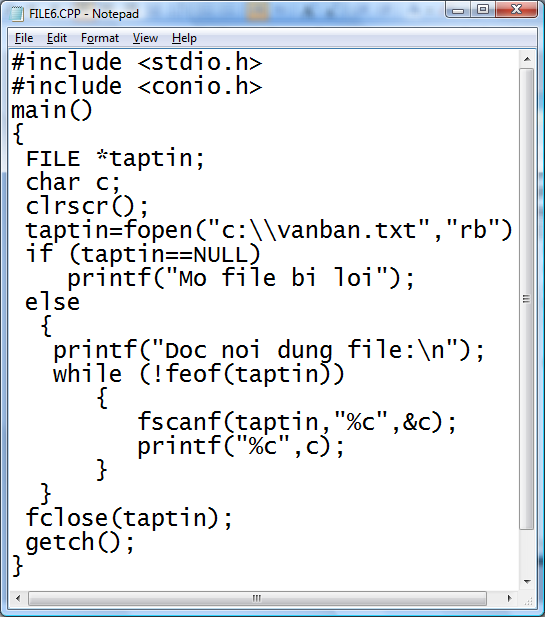 FILE6.CPP - Notepad
File Edit Format View Help
#include <stdio.h>
#include <conio.h>
main()
{
 FILE *taptin;
 char c;
 clrscr();
 taptin=fopen("c:\\vanban.txt","rb")
 if (taptin==NULL)
    printf("Mo file bi loi");
 else
  {
   printf("Doc noi dung file:\n");
   while (!feof(taptin))
      {
         fscanf(taptin,"%c",&c);
         printf("%c",c);
      }
  }
 fclose(taptin);
 getch();
}